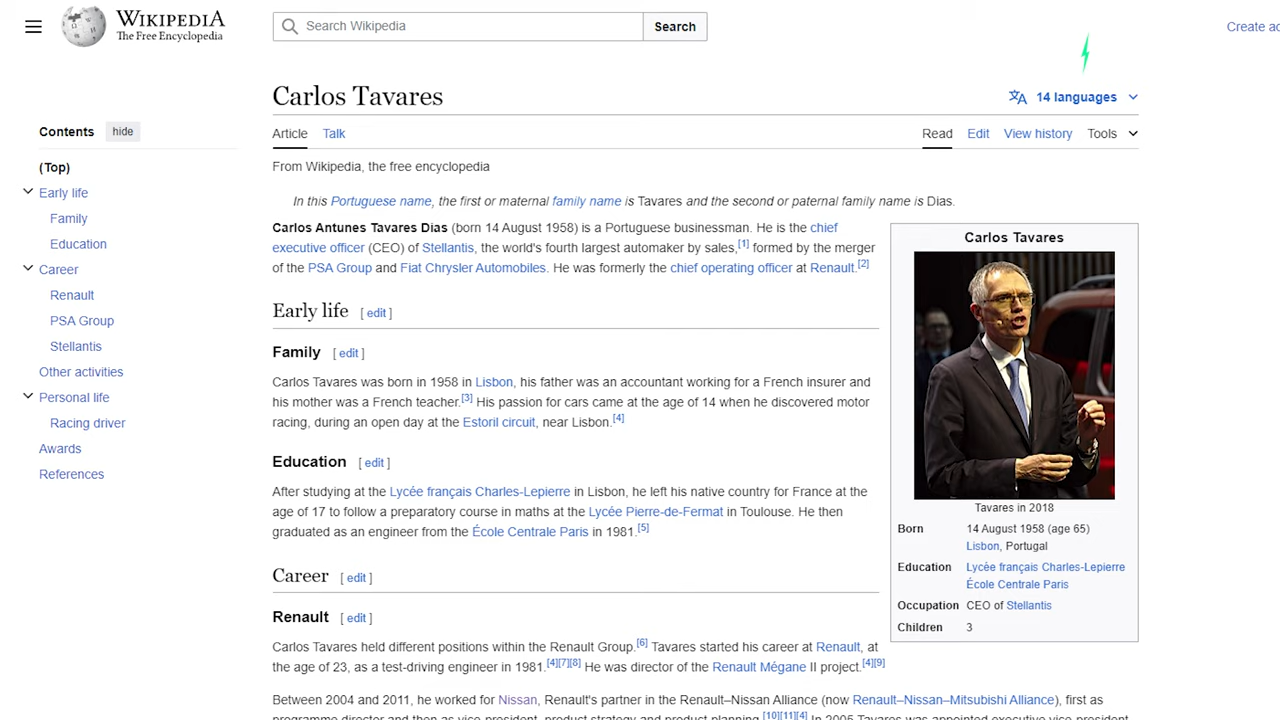 WIKIPEDIA
The Free Encyclopedia
Search Wikipedia
Search
Carlos Tavares
14 languages
Contents
hide
(Top)
Early life
Family
Education
Career
Renault
PSA Group
Stellantis
Other activities
Personal life
Racing driver
Awards
References
Article
Talk
Read
Edit
View history
Tools
From Wikipedia, the free encyclopedia
In this Portuguese name, the first or maternal family name is Tavares and the second or paternal family name is Dias.
Carlos Antunes Tavares Dias (born 14 August 1958) is a Portuguese businessman. He is the chief
executive officer (CEO) of Stellantis, the world's fourth largest automaker by sales,[1] formed by the merger
of the PSA Group and Fiat Chrysler Automobiles. He was formerly the chief operating officer at Renault.[2]
Early life [ edit ]
Family [ edit ]
Carlos Tavares was born in 1958 in Lisbon, his father was an accountant working for a French insurer and
his mother was a French teacher.[3] His passion for cars came at the age of 14 when he discovered motor
racing, during an open day at the Estoril circuit, near Lisbon.[4]
Education [ edit ]
After studying at the Lycée français Charles-Lepierre in Lisbon, he left his native country for France at the
age of 17 to follow a preparatory course in maths at the Lycée Pierre-de-Fermat in Toulouse. He then
graduated as an engineer from the École Centrale Paris in 1981.[5]
Career [ edit ]
Renault [ edit ]
Carlos Tavares held different positions within the Renault Group.[6] Tavares started his career at Renault, at
the age of 23, as a test-driving engineer in 1981.[4][7][8] He was director of the Renault Mégane II project.[4][9]
Between 2004 and 2011, he worked for Nissan, Renault's partner in the Renault–Nissan Alliance (now Renault–Nissan–Mitsubishi Alliance), first as
programme director and then as vice president, product strategy and product planning.[10][11][4] In 2005 Tavares was appointed executive vice president
Carlos Tavares
Tavares in 2018
Born 14 August 1958 (age 65)
Lisbon, Portugal
Education Lycée français Charles-Lepierre
École Centrale Paris
Occupation CEO of Stellantis
Children 3